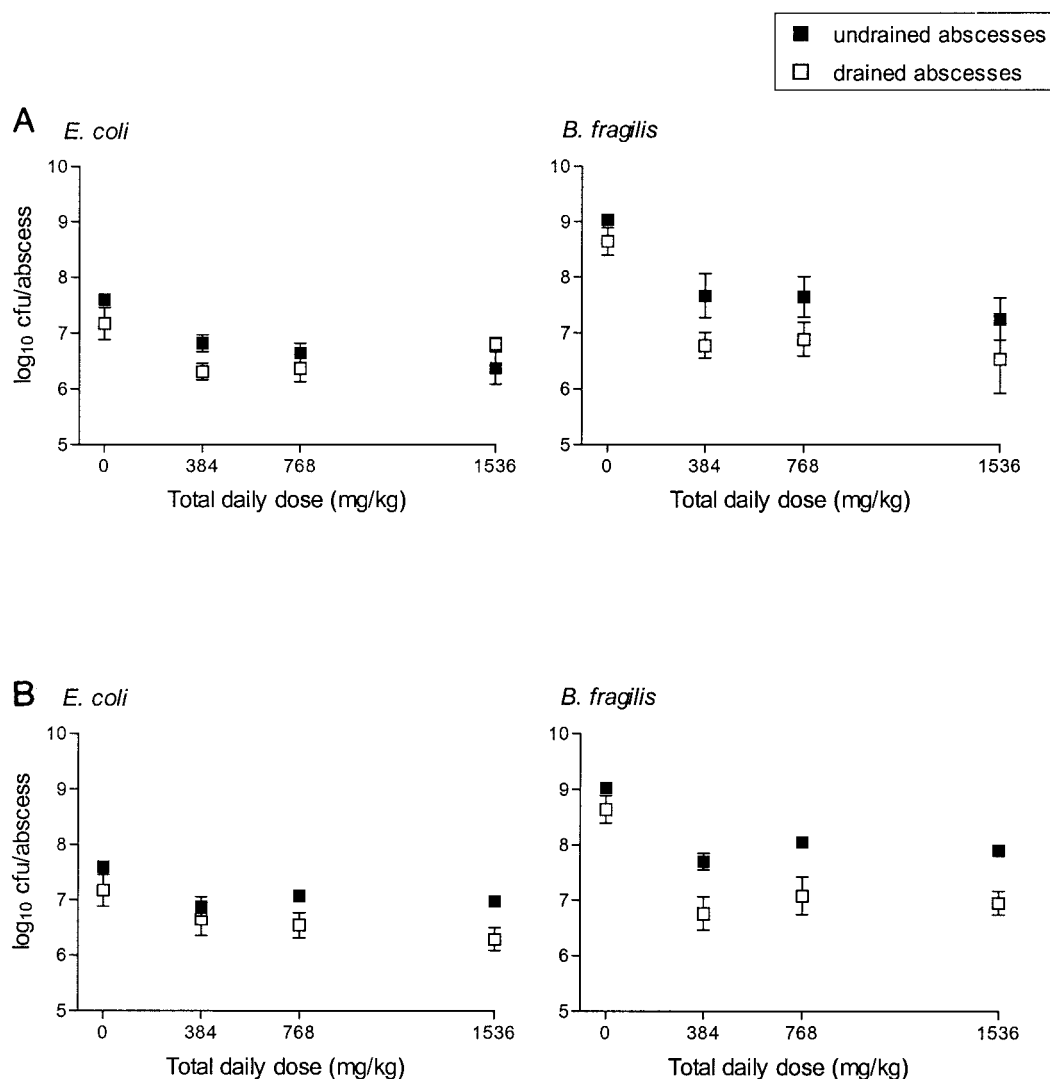 undrained abscesses
drained abscesses
A
E. coli
10
9
8
7
6
5
log₁₀ cfu/abscess
0 384 768 1536
Total daily dose (mg/kg)
B. fragilis
10
9
8
7
6
5
0 384 768 1536
Total daily dose (mg/kg)
B
E. coli
10
9
8
7
6
5
log₁₀ cfu/abscess
0 384 768 1536
Total daily dose (mg/kg)
B. fragilis
10
9
8
7
6
5
0 384 768 1536
Total daily dose (mg/kg)